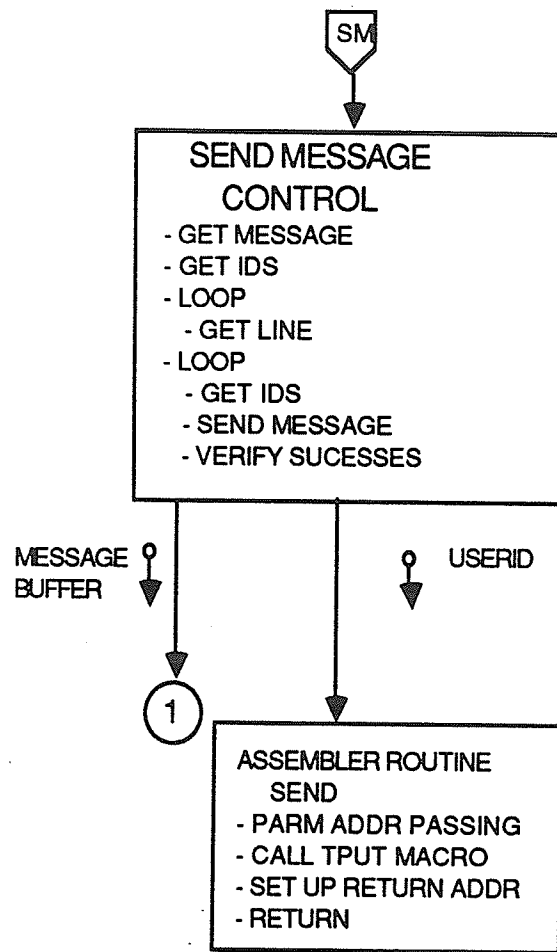 SM
SEND MESSAGE
CONTROL
- GET MESSAGE
- GET IDS
- LOOP
- GET LINE
- LOOP
- GET IDS
- SEND MESSAGE
- VERIFY SUCESSES
MESSAGE
BUFFER
USERID
1
ASSEMBLER ROUTINE
SEND
- PARM ADDR PASSING
- CALL TPUT MACRO
- SET UP RETURN ADDR
- RETURN